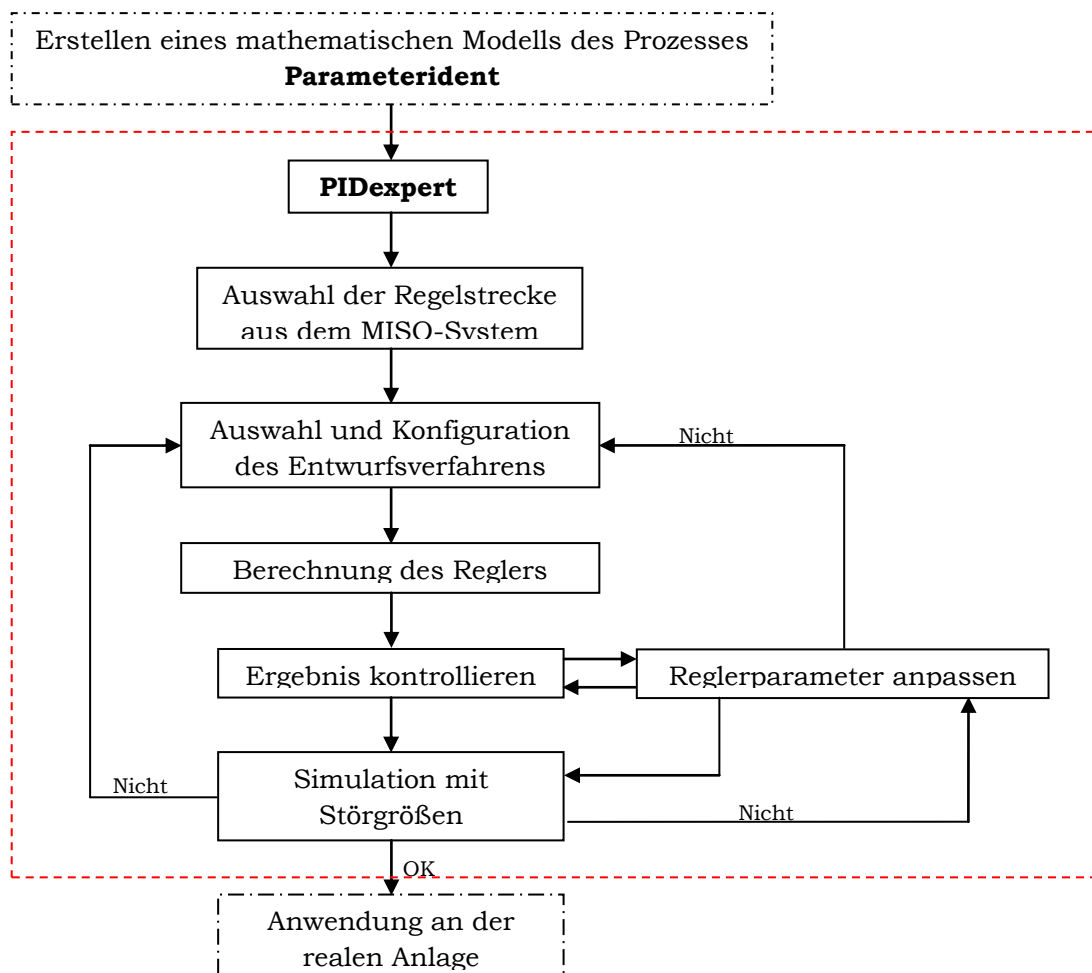 Erstellen eines mathematischen Modells des Prozesses
Parameterident
PIDexpert
Auswahl der Regelstrecke
aus dem MISO-System
Auswahl und Konfiguration
des Entwurfsverfahrens
Nicht
Berechnung des Reglers
Ergebnis kontrollieren
Reglerparameter anpassen
Simulation mit
Störgrößen
Nicht
Nicht
OK
Anwendung an der
realen Anlage